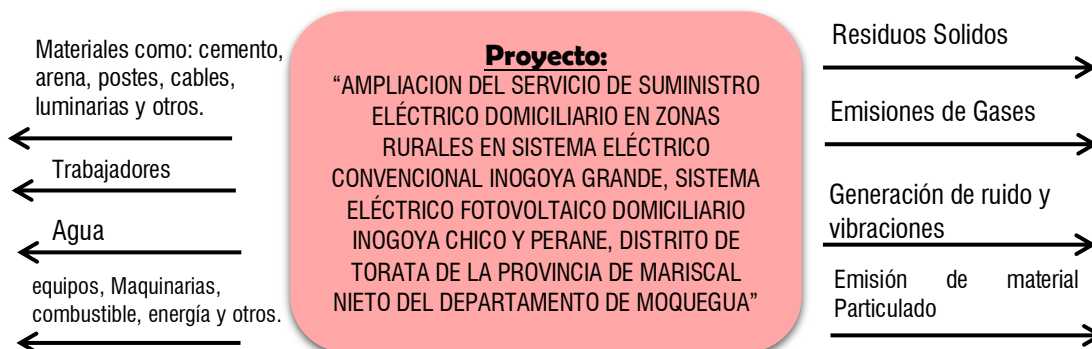 Materiales como: cemento,
arena, postes, cables,
luminarias y otros.
Trabajadores
Agua
equipos, Maquinarias,
combustible, energía y otros.
Proyecto:
“AMPLIACION DEL SERVICIO DE SUMINISTRO
ELÉCTRICO DOMICILIARIO EN ZONAS
RURALES EN SISTEMA ELÉCTRICO
CONVENCIONAL INOGOYA GRANDE, SISTEMA
ELÉCTRICO FOTOVOLTAICO DOMICILIARIO
INOGOYA CHICO Y PERANE, DISTRITO DE
TORATA DE LA PROVINCIA DE MARISCAL
NIETO DEL DEPARTAMENTO DE MOQUEGUA”
Residuos Solidos
Emisiones de Gases
Generación de ruido y
vibraciones
Emisión de material
Particulado